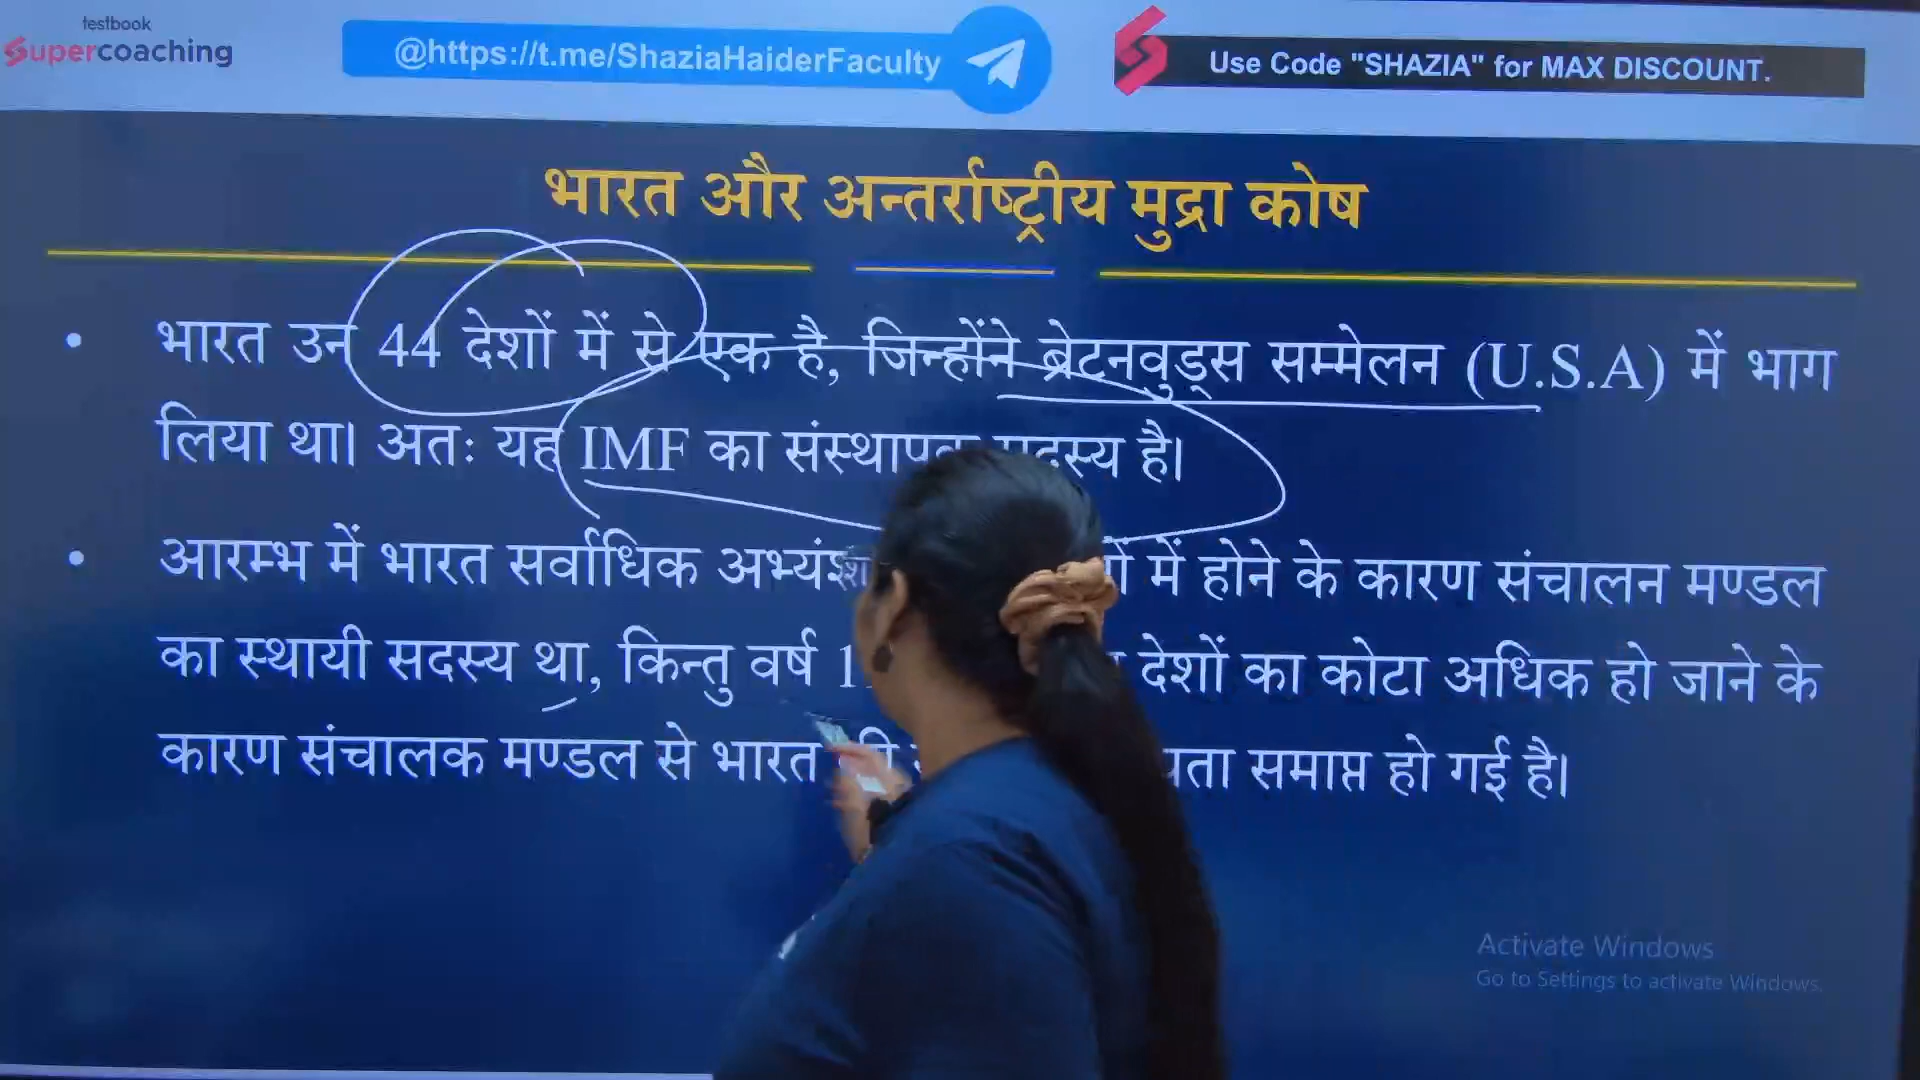 testbook
Supercoaching
@https://t.me/ShaziaHaiderFaculty
Use Code "SHAZIA" for MAX DISCOUNT.
भारत और अन्तर्राष्ट्रीय मुद्रा कोष
• भारत उन 44 देशों में से एक है, जिन्होंने ब्रेटनवुड्स सम्मेलन (U.S.A) में भाग
लिया था। अतः यह IMF का संस्थापक सदस्य है।
• आरम्भ में भारत सर्वाधिक अभ्यंश में होने के कारण संचालन मण्डल
का स्थायी सदस्य था, किन्तु वर्ष देशों का कोटा अधिक हो जाने के
कारण संचालक मण्डल से भारत समाप्त हो गई है।
Activate Windows
Go to Settings to activate Windows.